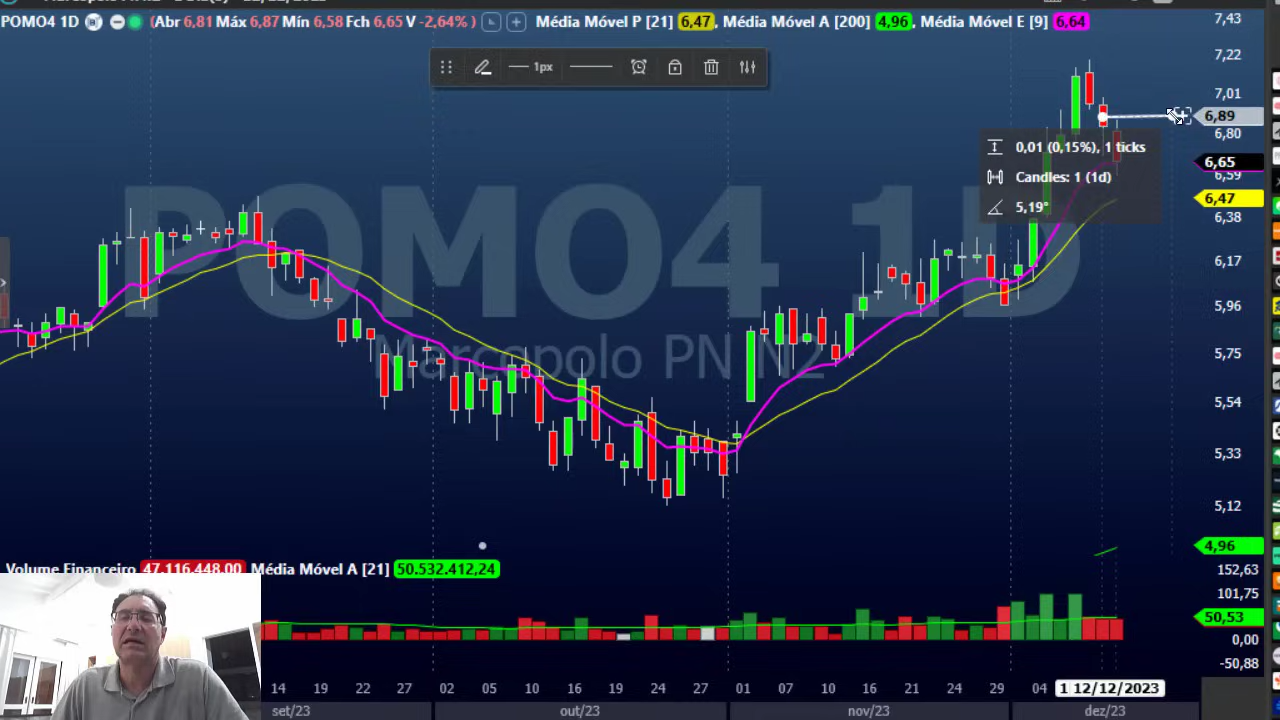 POMO4 1D (Abr 6,81 Máx 6,87 Mín 6,58 Fch 6,65 V -2,64%) Média Móvel P [21] 6,47, Média Móvel A [200] 4,96, Média Móvel E [9] 6,64
1px
7,43
7,22
7,01
6,89
6,80
6,65
6,59
6,47
6,38
6,17
5,96
5,75
5,54
5,33
5,12
4,96
0,01 (0,15%), 1 ticks
Candles: 1 (1d)
5,19°
POMO4 1D
Marcopolo PN N2
Volume Financeiro 47.116.448,00 Média Móvel A [21] 50.532.412,24
152,63
101,75
50,53
0,00
-50,88
14 19 22 27 02 05 10 16 19 24 27 01 07 10 16 21 24 29 04 1 12/12/2023
set/23 out/23 nov/23 dez/23